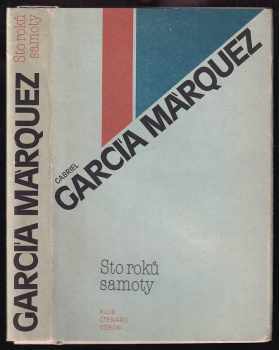 Sto roků
samoty
GARCÍA MÁRQUEZ
GABRIEL
GARCÍA MÁRQUEZ
Sto roků
samoty
KLUB
ČTENÁŘŮ
ODEON